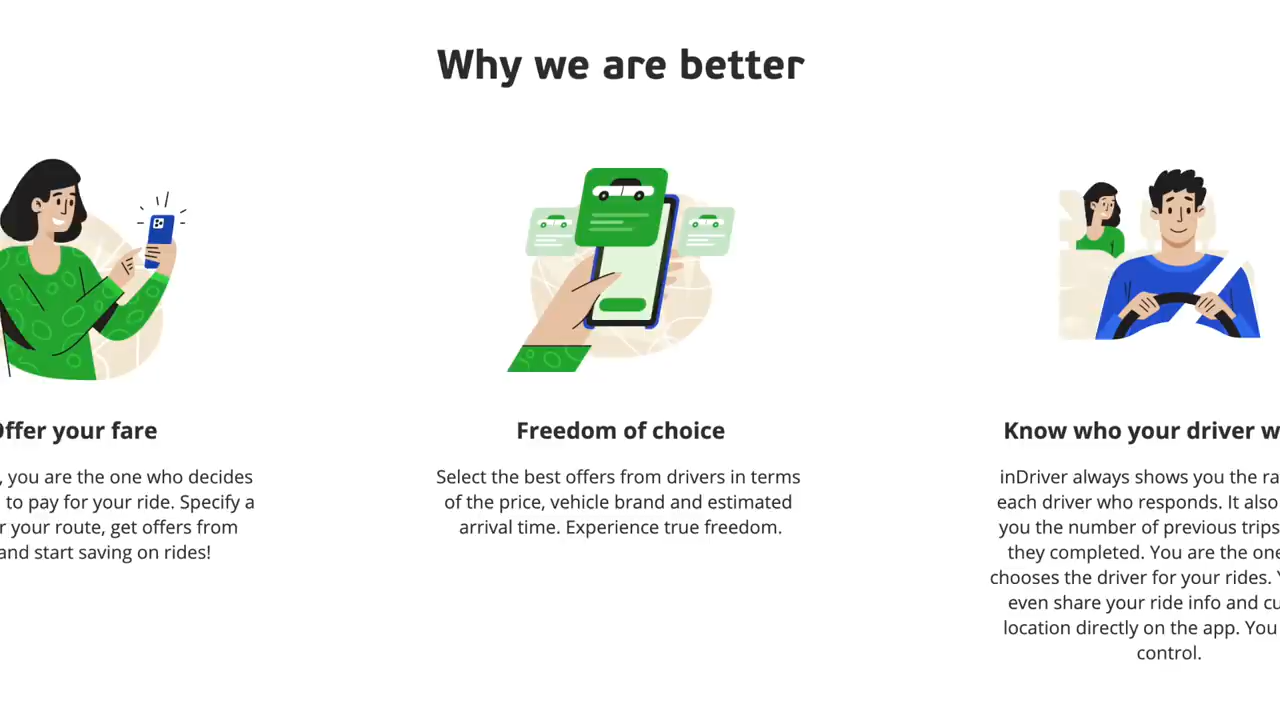 Why we are better
Offer your fare
, you are the one who decides
to pay for your ride. Specify a
r your route, get offers from
and start saving on rides!
Freedom of choice
Select the best offers from drivers in terms
of the price, vehicle brand and estimated
arrival time. Experience true freedom.
Know who your driver w
inDriver always shows you the ra
each driver who responds. It also
you the number of previous trips
they completed. You are the one
chooses the driver for your rides. Y
even share your ride info and cu
location directly on the app. You
control.